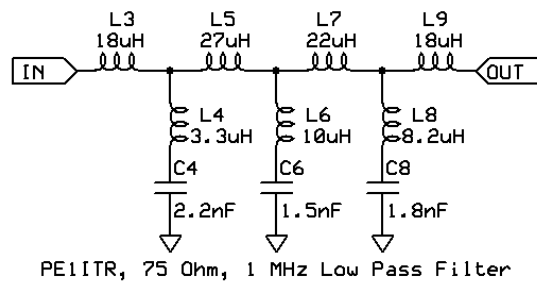 L3 L5 L7 L9
18uH 27uH 22uH 18uH
IN OUT
L4 L6 L8
3.3uH 10uH 8.2uH
C4 C6 C8
2.2nF 1.5nF 1.8nF
PE1ITR, 75 Ohm, 1 MHz Low Pass Filter